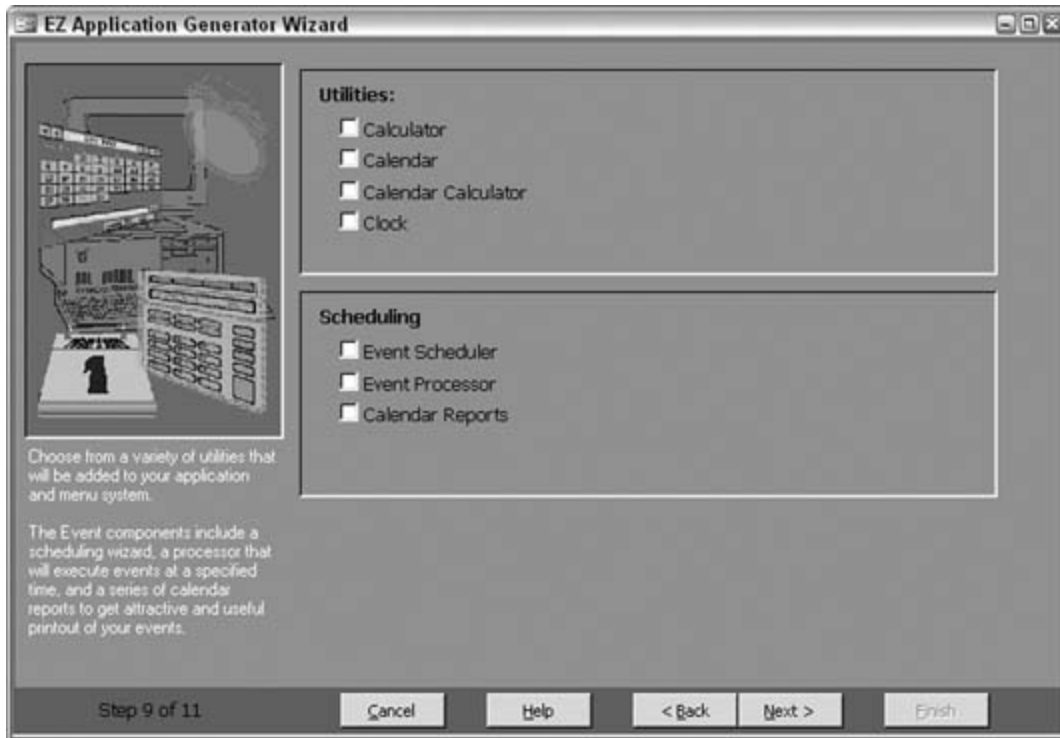 EZ Application Generator Wizard
Utilities:
Calculator
Calendar
Calendar Calculator
Clock
Scheduling
Event Scheduler
Event Processor
Calendar Reports
1
Choose from a variety of utilities that
will be added to your application
and menu system.
The Event components include a
scheduling wizard, a processor that
will execute events at a specified
time, and a series of calendar
reports to get attractive and useful
printout of your events.
Step 9 of 11
Cancel
Help
< Back
Next >
Finish